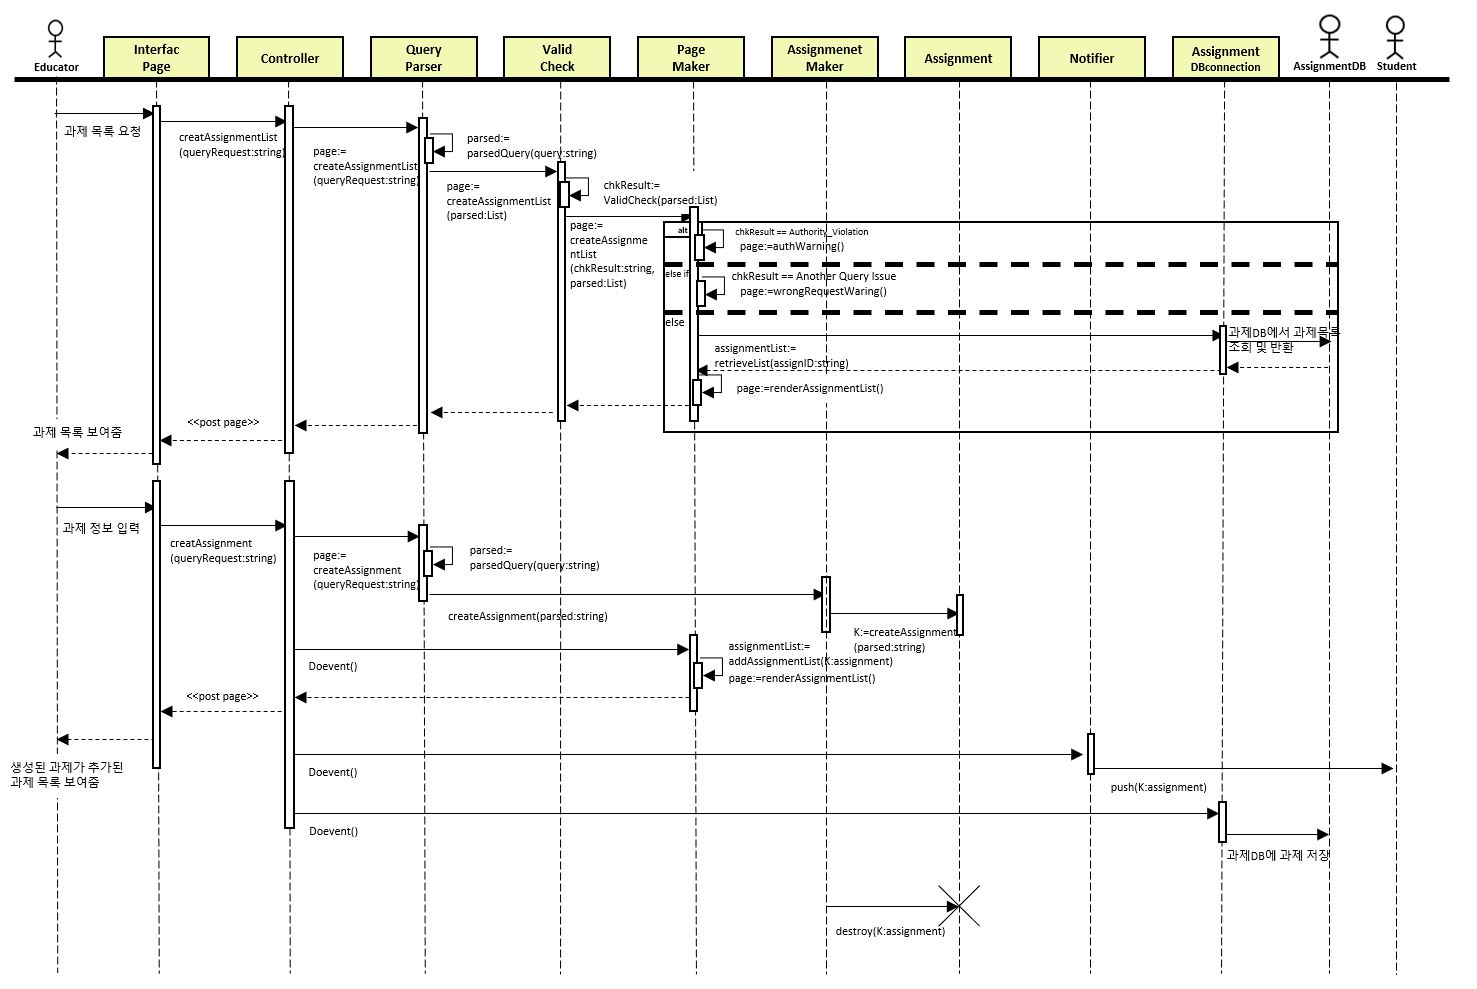 Educator
Interfac
Page
Controller
Query
Parser
Valid
Check
Page
Maker
Assignmenet
Maker
Assignment
Notifier
Assignment
DBconnection
AssignmentDB
Student
과제 목록 요청
creatAssignmentList
(queryRequest:string)
page:=
createAssignmentList
(queryRequest:string)
parsed:=
parsedQuery(query:string)
page:=
createAssignmentList
(parsed:List)
chkResult:=
ValidCheck(parsed:List)
page:=
createAssignme
ntList
(chkResult:string,
parsed:List)
alt
chkResult == Authority_Violation
page:=authWarning()
else if
chkResult == Another Query Issue
page:=wrongRequestWaring()
else
과제DB에서 과제목록
조회 및 반환
assignmentList:=
retrieveList(assignID:string)
page:=renderAssignmentList()
<<post page>>
과제 목록 보여줌
과제 정보 입력
creatAssignment
(queryRequest:string)
page:=
createAssignment
(queryRequest:string)
parsed:=
parsedQuery(query:string)
createAssignment(parsed:string)
K:=createAssignment
(parsed:string)
Doevent()
assignmentList:=
addAssignmentList(K:assignment)
page:=renderAssignmentList()
<<post page>>
생성된 과제가 추가된
과제 목록 보여줌
Doevent()
push(K:assignment)
Doevent()
과제DB에 과제 저장
destroy(K:assignment)